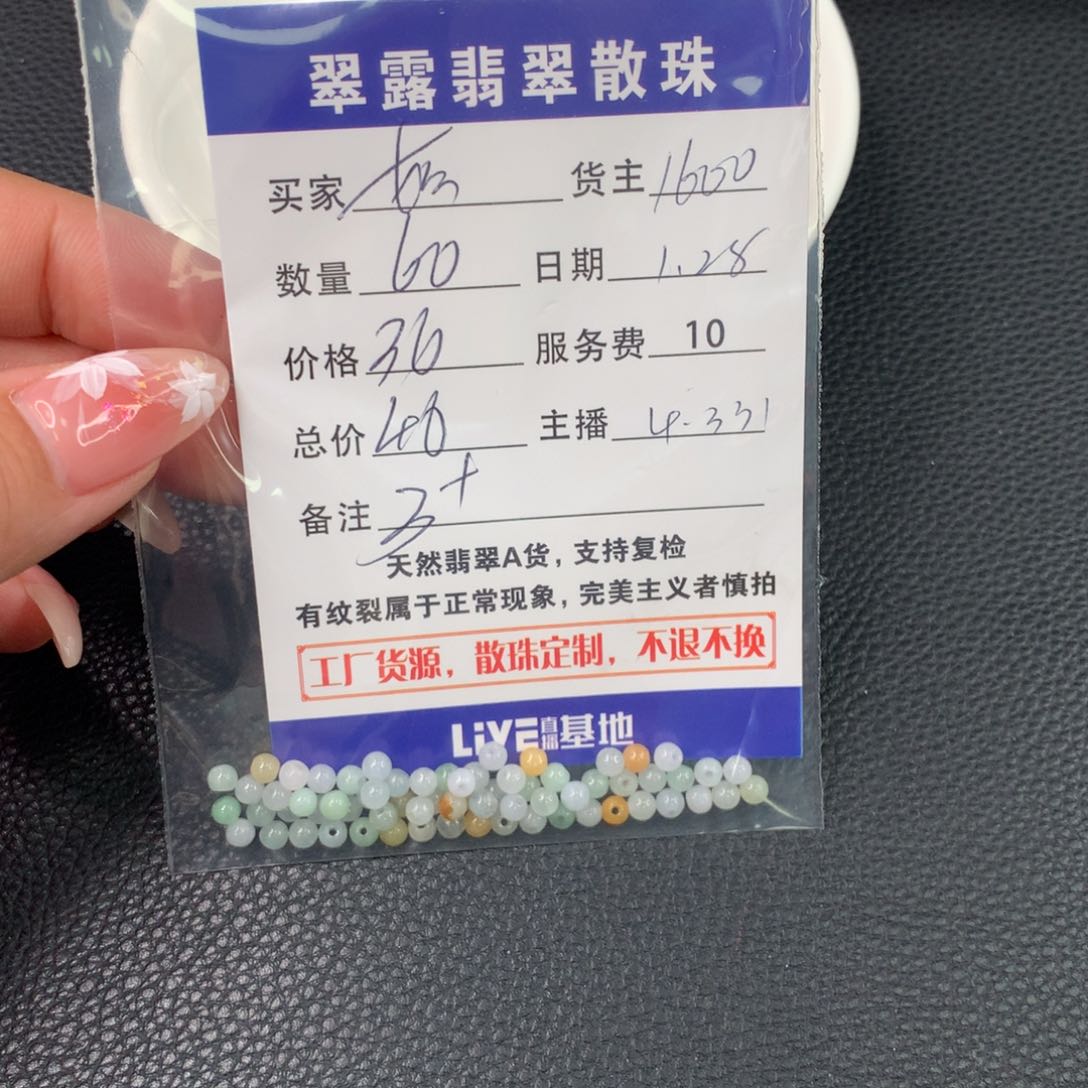 翠露翡翠散珠
买家 货主 1600
数量 60 日期 1.28
价格 36 服务费 10
总价 46 主播 4-331
备注 3+
天然翡翠A货，支持复检
有纹裂属于正常现象，完美主义者慎拍
工厂货源，散珠定制，不退不换
LiVE直播基地